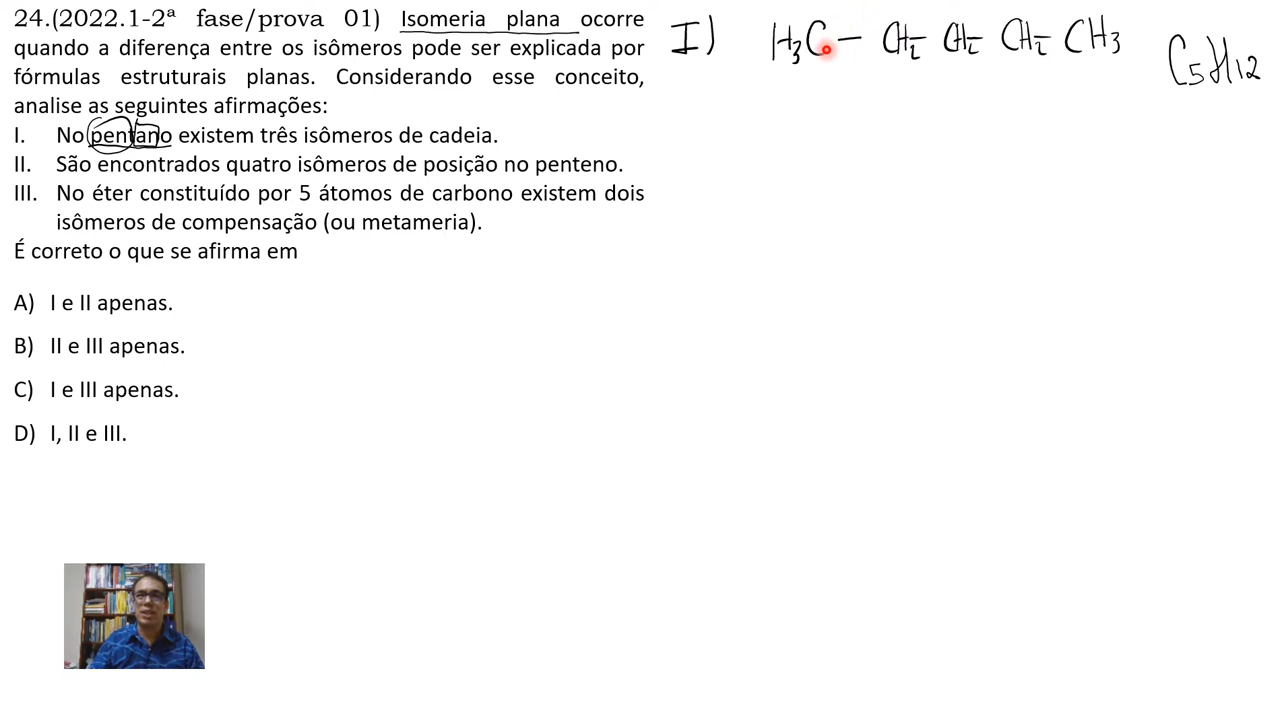 24.(2022.1-2ª fase/prova 01) Isomeria plana ocorre
quando a diferença entre os isômeros pode ser explicada por
fórmulas estruturais planas. Considerando esse conceito,
analise as seguintes afirmações:
I. No pentano existem três isômeros de cadeia.
II. São encontrados quatro isômeros de posição no penteno.
III. No éter constituído por 5 átomos de carbono existem dois
isômeros de compensação (ou metameria).
É correto o que se afirma em
A) I e II apenas.
B) II e III apenas.
C) I e III apenas.
D) I, II e III.
I) H₃C – CH₂ – CH₂ – CH₂ – CH₃
C₅H₁₂